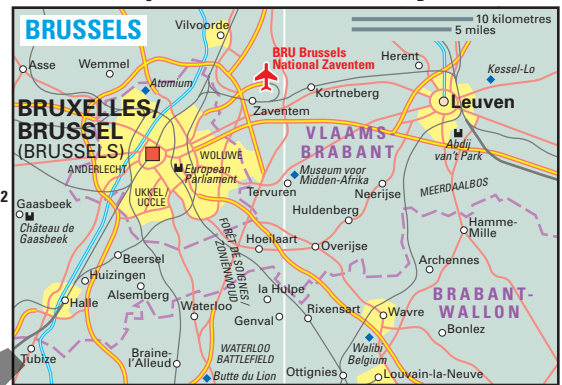 BRUSSELS
10 kilometres
5 miles
Vilvoorde
BRU Brussels
National Zaventem
Asse
Wemmel
Herent
Kessel-Lo
Atomium
Kortneberg
BRUXELLES/
BRUSSEL
(BRUSSELS)
Zaventem
Leuven
VLAAMS
BRABANT
Abdij
van't Park
WOLUWE
ANDERLECHT
European
Parliament
Museum voor
Midden-Afrika
MEERDAALBOS
UKKEL/
UCCLE
Tervuren
Neerijse
2
Gaasbeek
Château de
Gaasbeek
Huldenberg
Hamme-
Mille
FORÊT DE SOIGNES/
ZONIËNWOUD
Hoeilaart
Overijse
Beersel
Archennes
Huizingen
Alsemberg
la Hulpe
BRABANT-
WALLON
Halle
Waterloo
Genval
Rixensart
Wavre
Bonlez
Tubize
Braine-
l'Alleud
WATERLOO
BATTLEFIELD
Walibi
Belgium
Butte du Lion
Ottignies
Louvain-la-Neuve